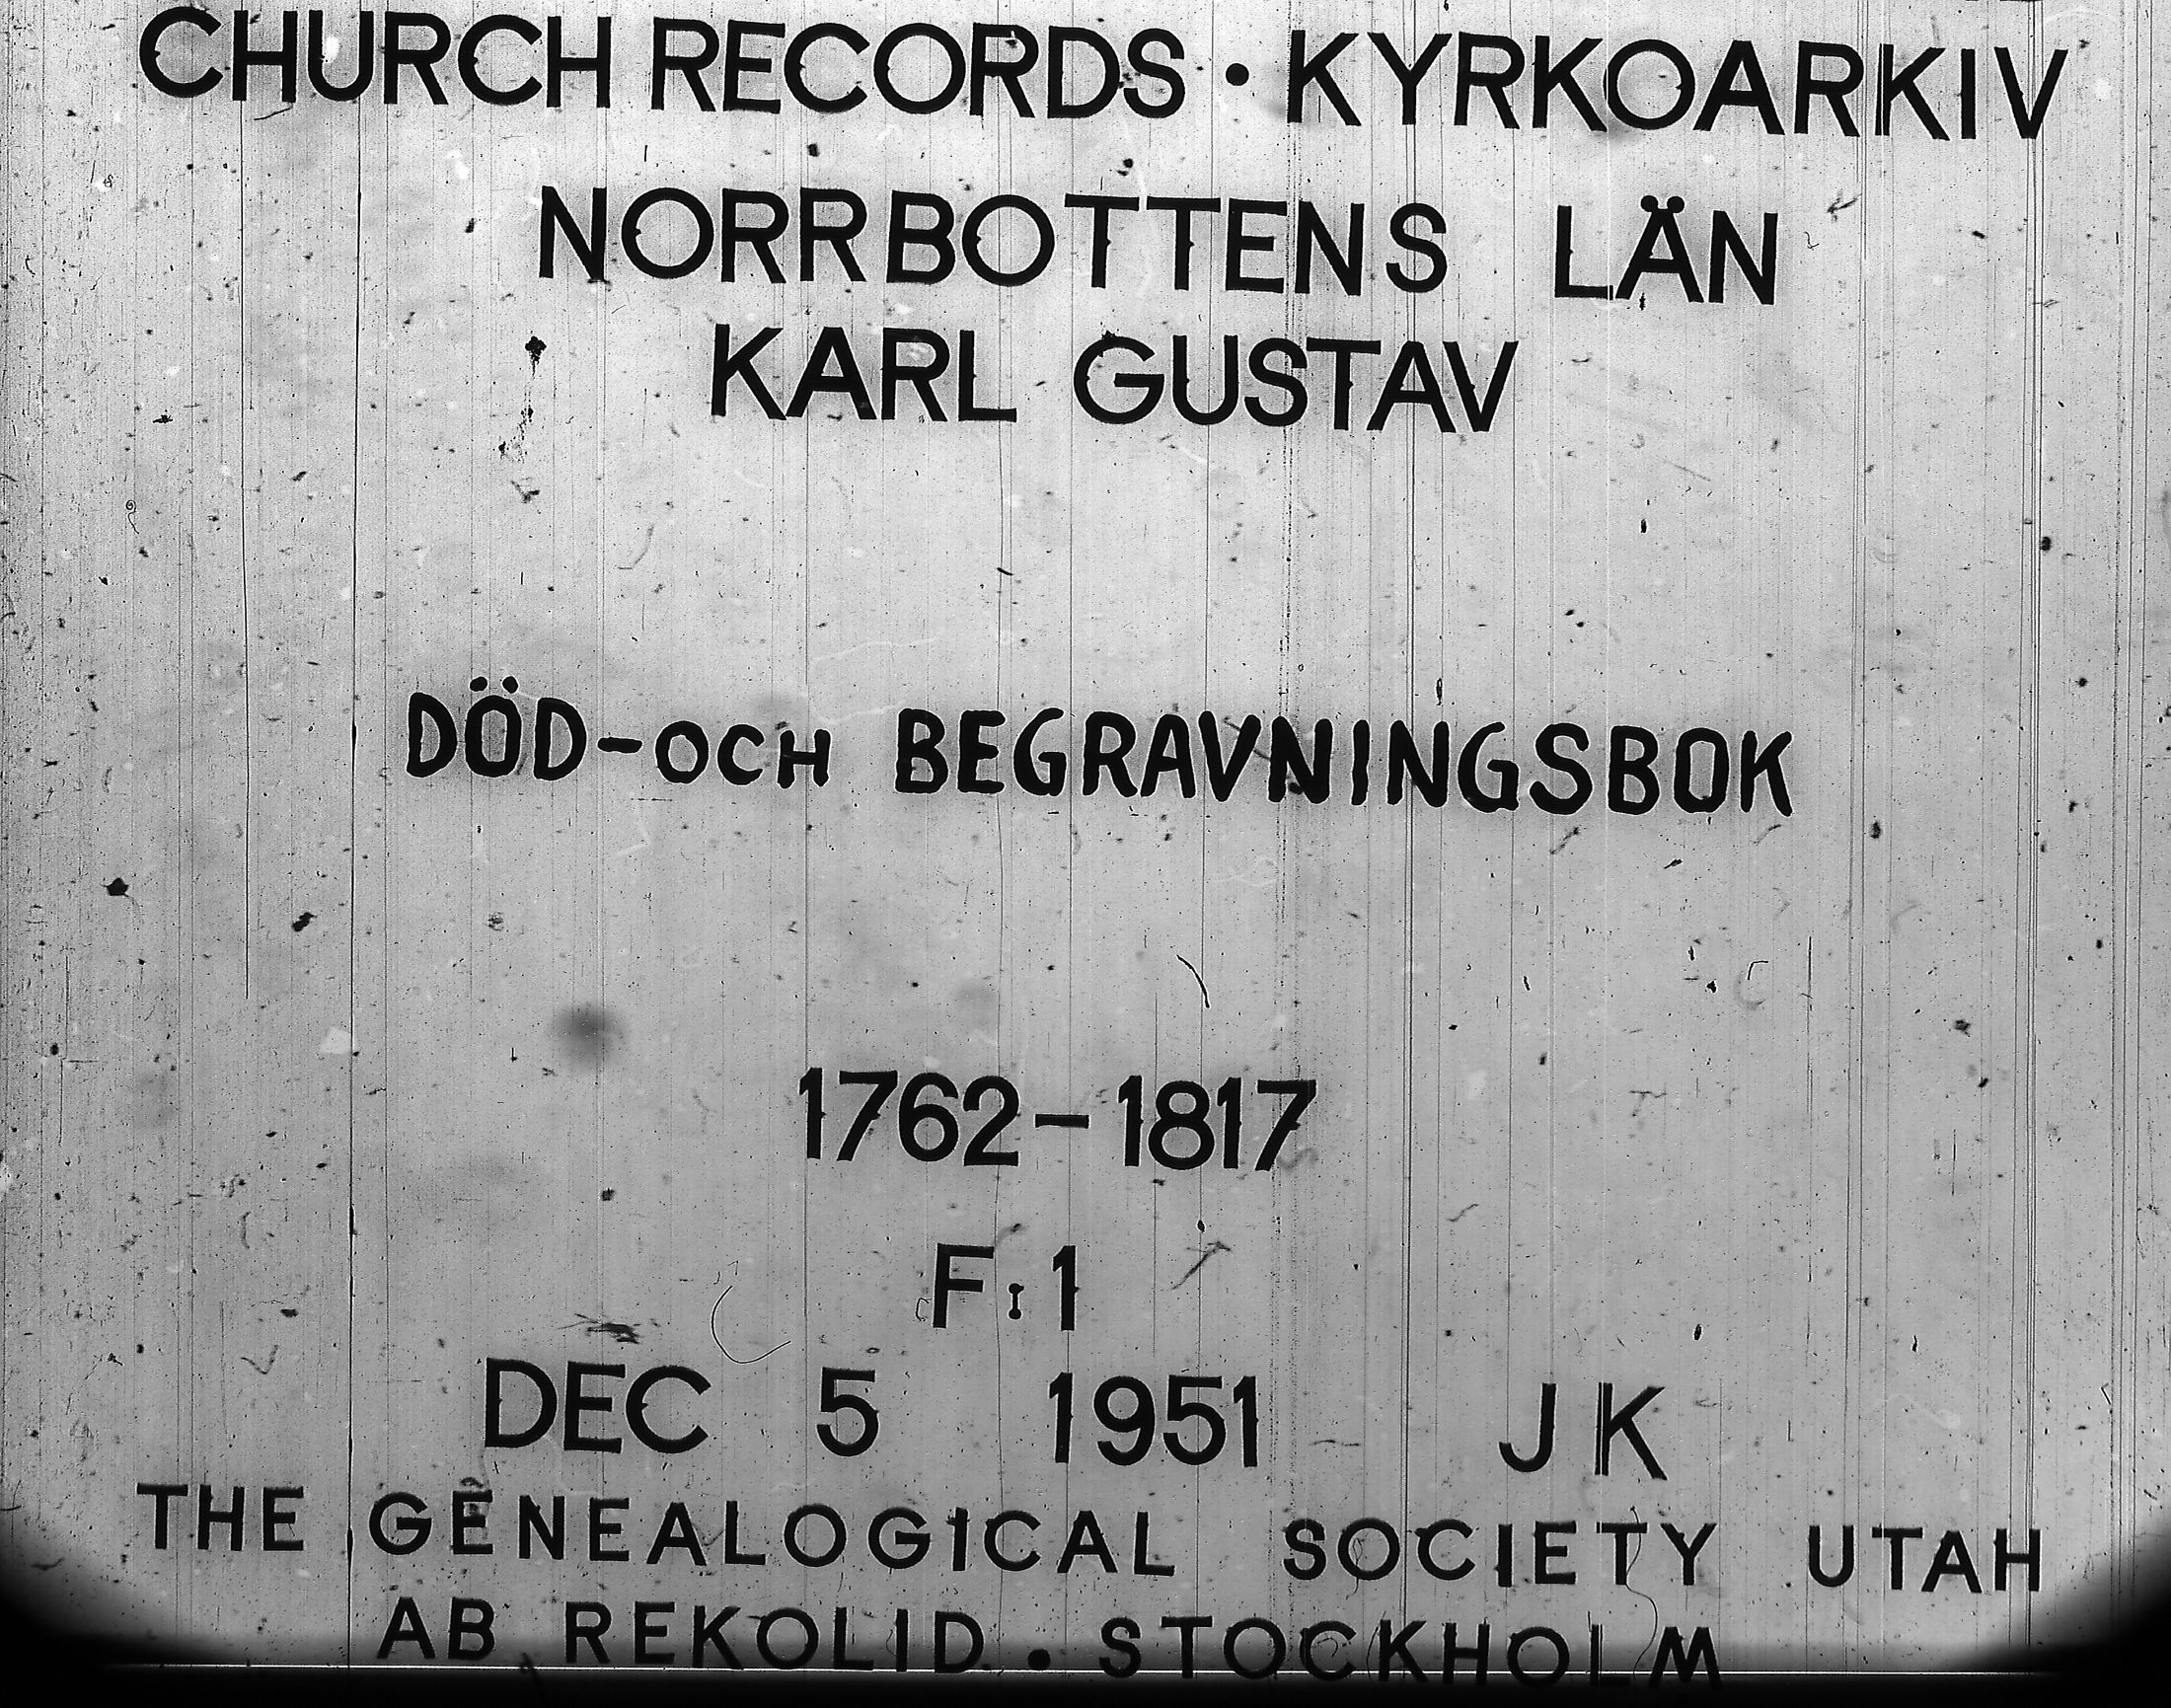 CHURCH RECORDS • KYRKOARKIV
NORRBOTTENS LÄN
KARL GUSTAV
DÖD-OCH BEGRAVNINGSBOK
1762-1817
F:1
DEC 5 1951 JK
THE GENEALOGICAL SOCIETY UTAH
AB REKOLID • STOCKHOLM